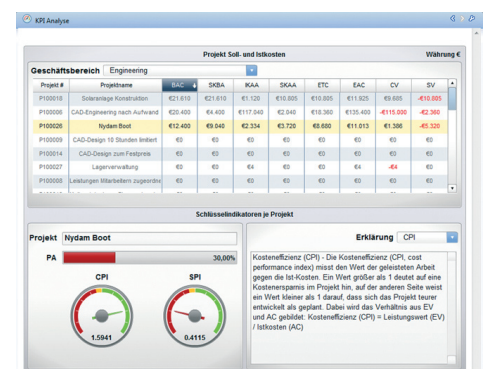 KPI Analyse
Projekt Soll- und Istkosten Währung €
Geschäftsbereich Engineering
Projekt # Projektname BAC SKBA IKAA SKAA ETC EAC CV SV
P100018 Soleranlage Konstruktion €21.610 €21.610 €1.120 €10.805 €10.805 €11.925 €9.685 -€10.805
P100086 CAD-Engineering nach Aufwand €20.400 €4.400 €117.040 €2.040 €18.360 €135.400 -€115.000 -€2.360
P100026 Nydam Boot €12.400 €9.040 €2.334 €3.720 €8.680 €11.013 €1.386 -€5.320
P100009 CAD-Design 10 Stunden limitiert €0 €0 €0 €0 €0 €0 €0 €0
P100014 CAD-Design zum Festpreis €0 €0 €0 €0 €0 €0 €0 €0
P100027 Lagerverwaltung €0 €0 €4 €0 €0 €4 -€4 €0
P100008 Leistungen Mitarbeitern zugeordne €0 €0 €0 €0 €0 €0 €0 €0
Schlüsselindikatoren je Projekt
Projekt Nydam Boot
PA 30,00%
CPI SPI
1.5941 0.4115
Erklärung CPI
Kosteneffizienz (CPI) - Die Kosteneffizienz (CPI, cost
performance index) misst den Wert der geleisteten Arbeit
gegen die Ist-Kosten. Ein Wert größer als 1 deutet auf eine
Kostenersparnis im Projekt hin, auf der anderen Seite weist
ein Wert kleiner als 1 darauf, dass sich das Projekt teurer
entwickelt als geplant. Dabei wird das Verhältnis aus EV
und AC gebildet: Kosteneffizienz (CPI) = Leistungswert (EV)
/ Istkosten (AC)